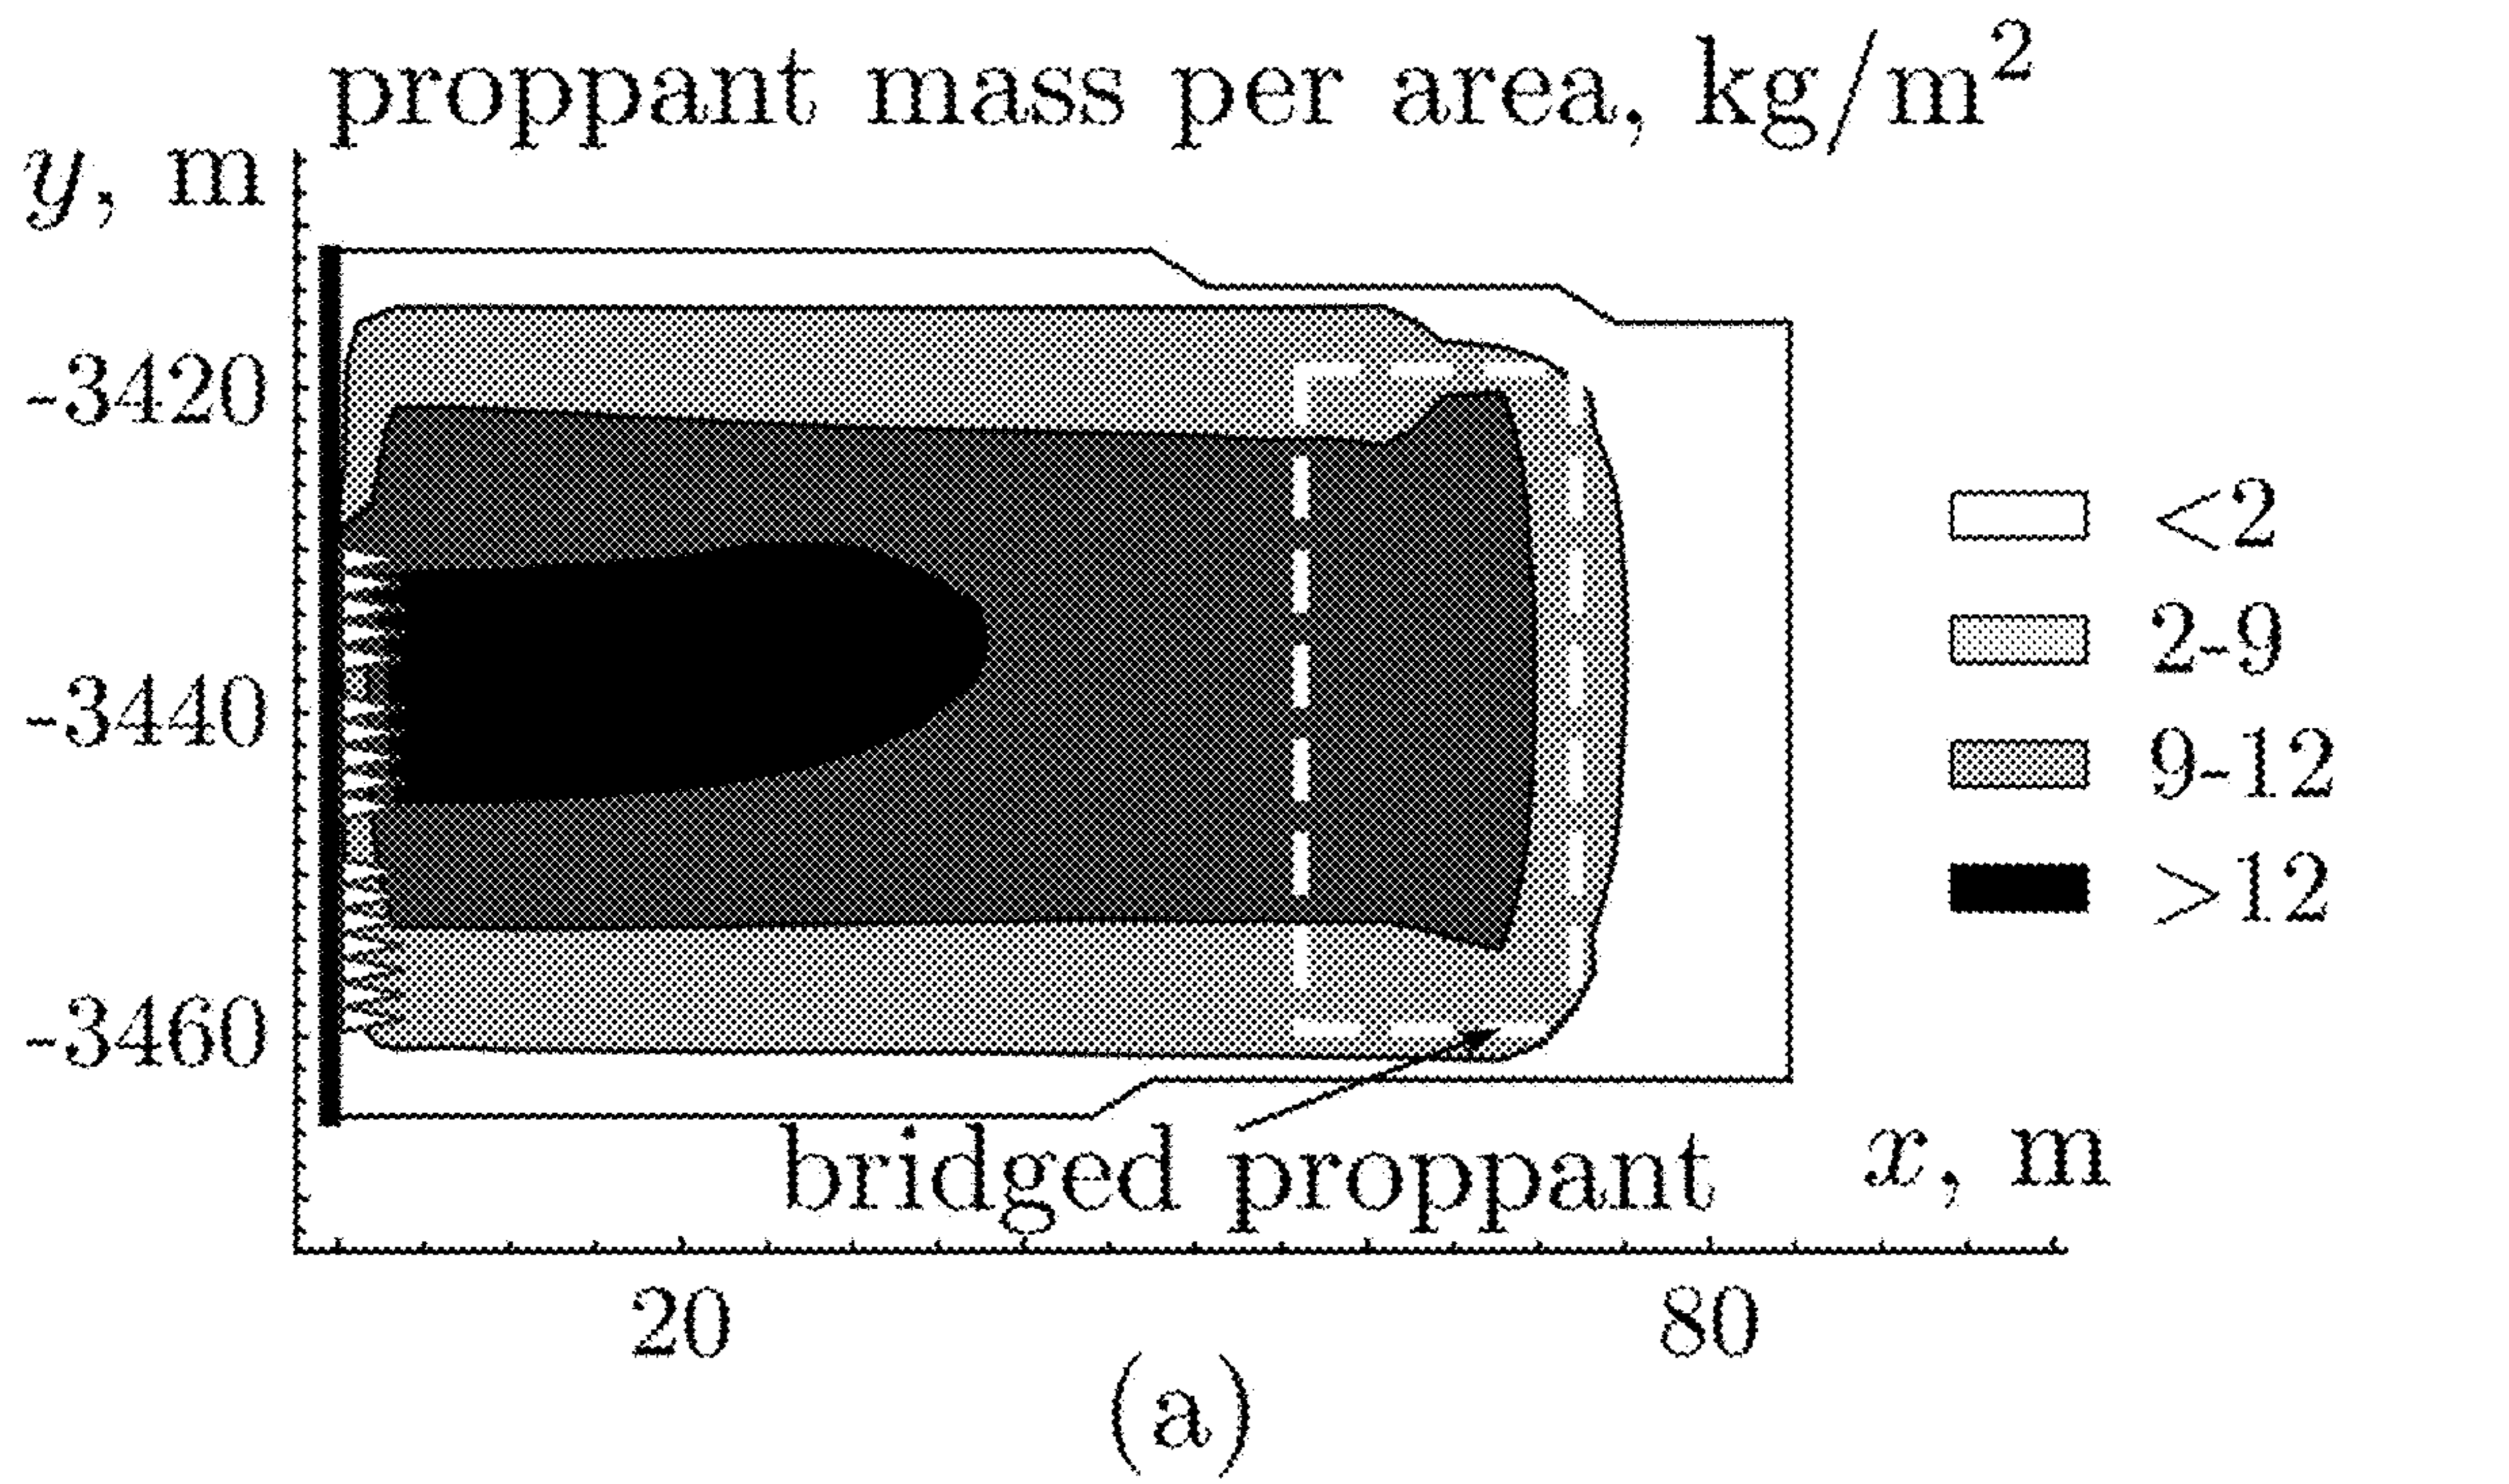 proppant mass per area, kg/m²
y, m
-3420
-3440
-3460
<2
2-9
9-12
>12
bridged proppant
x, m
20 80
(a)